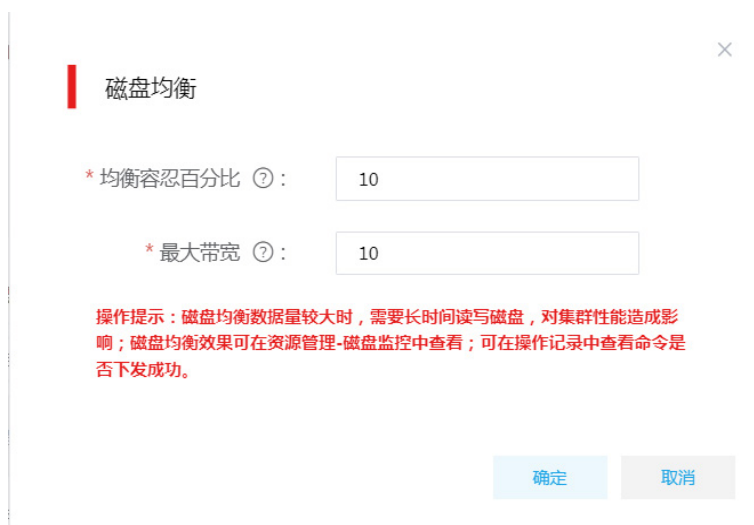 磁盘均衡
* 均衡容忍百分比 ? : 10
* 最大带宽 ? : 10
操作提示：磁盘均衡数据量较大时，需要长时间读写磁盘，对集群性能造成影
响；磁盘均衡效果可在资源管理-磁盘监控中查看；可在操作记录中查看命令是
否下发成功。
确定 取消